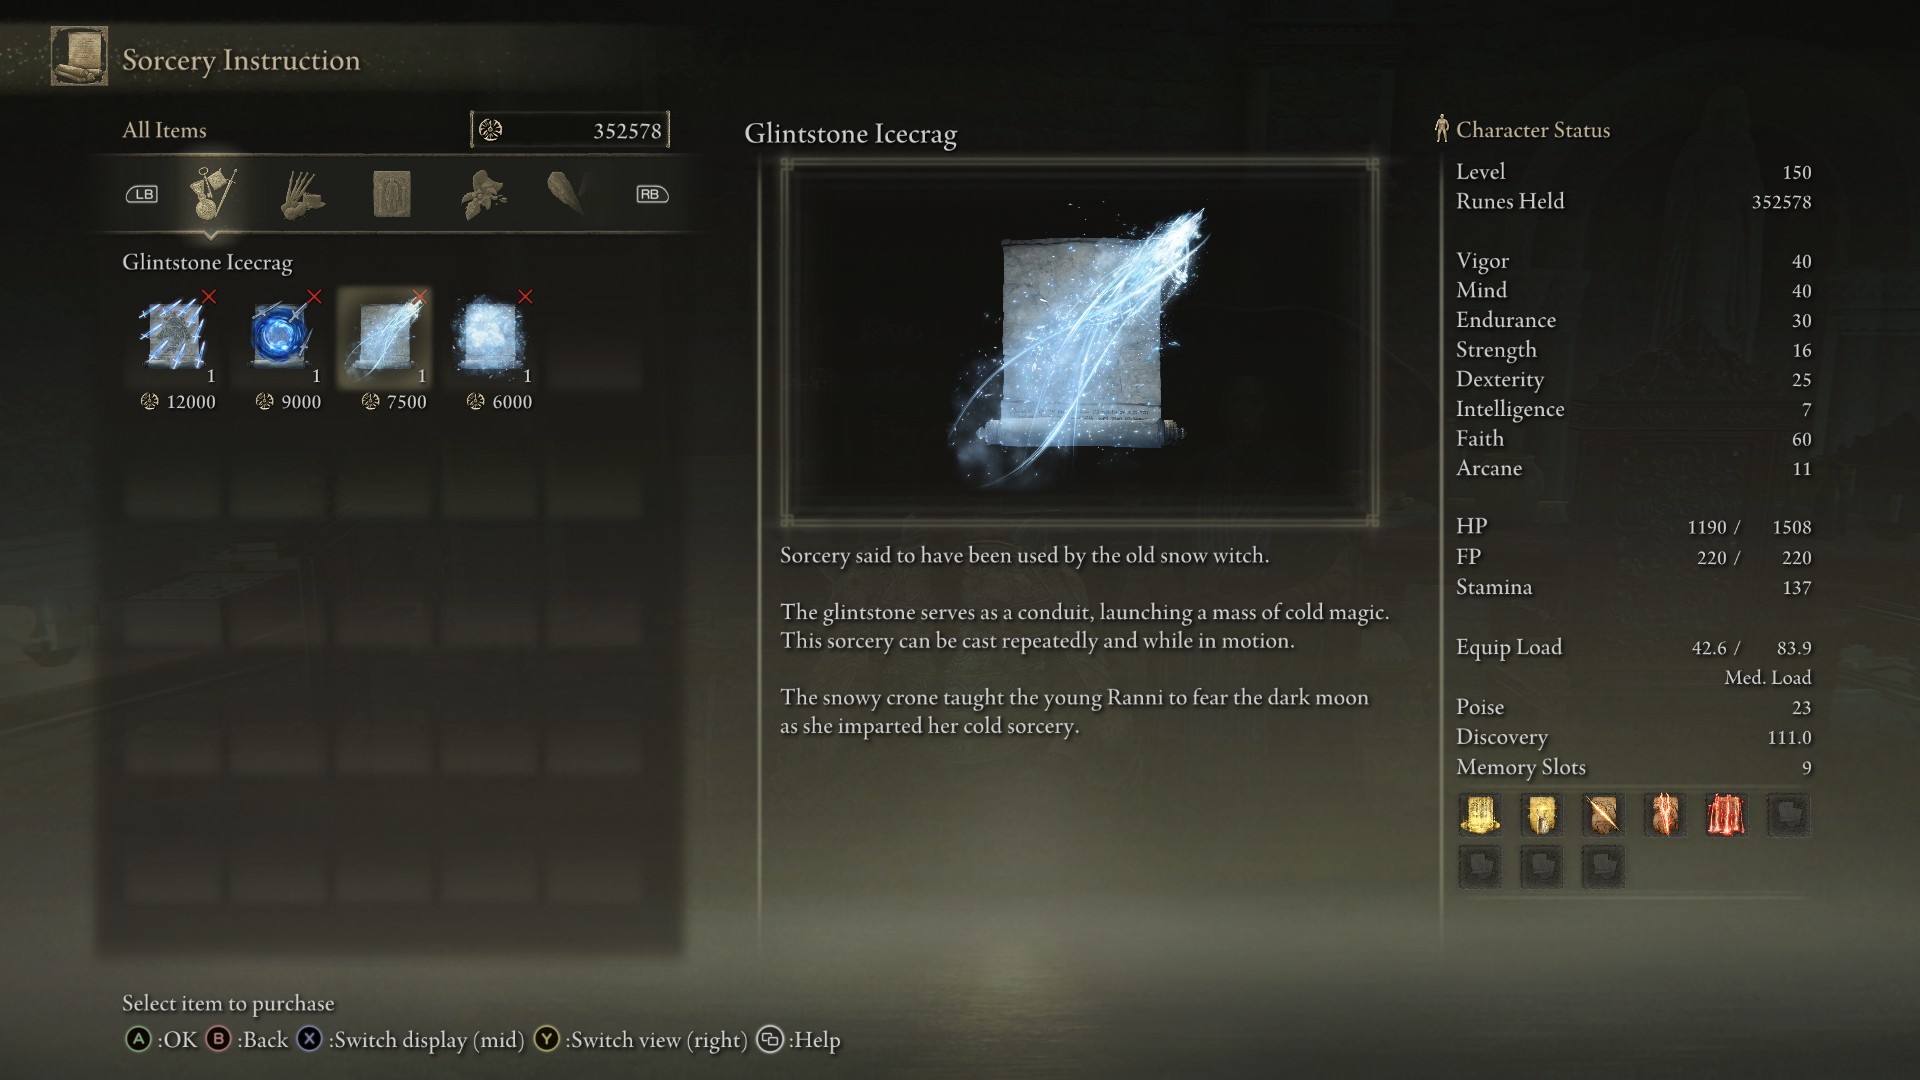 Sorcery Instruction
All Items
352578
LB
RB
Glintstone Icecrag
1
1
1
1
12000
9000
7500
6000
Glintstone Icecrag
Sorcery said to have been used by the old snow witch.
The glintstone serves as a conduit, launching a mass of cold magic.
This sorcery can be cast repeatedly and while in motion.
The snowy crone taught the young Ranni to fear the dark moon
as she imparted her cold sorcery.
Character Status
Level 150
Runes Held 352578
Vigor 40
Mind 40
Endurance 30
Strength 16
Dexterity 25
Intelligence 7
Faith 60
Arcane 11
HP 1190 / 1508
FP 220 / 220
Stamina 137
Equip Load 42.6 / 83.9
Med. Load
Poise 23
Discovery 111.0
Memory Slots 9
Select item to purchase
A :OK B :Back X :Switch display (mid) Y :Switch view (right) :Help